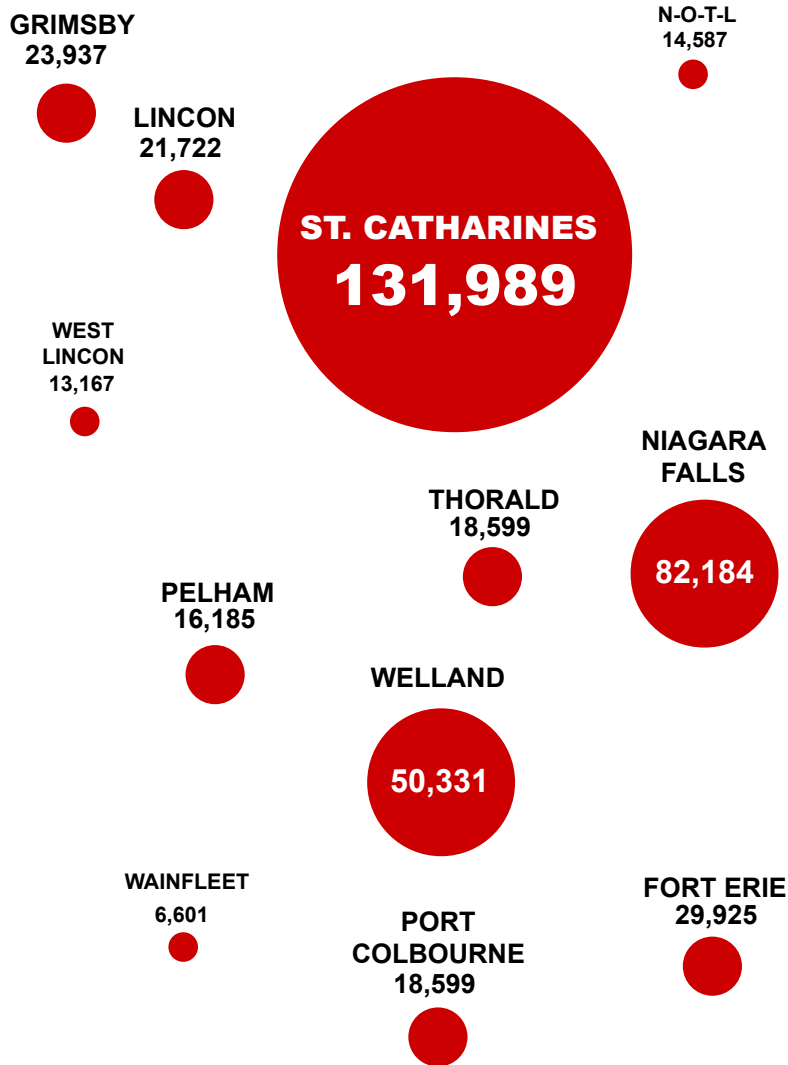 GRIMSBY
23,937
N-O-T-L
14,587
LINCON
21,722
ST. CATHARINES
131,989
WEST
LINCON
13,167
NIAGARA
FALLS
82,184
THORALD
18,599
PELHAM
16,185
WELLAND
50,331
WAINFLEET
6,601
PORT
COLBOURNE
18,599
FORT ERIE
29,925